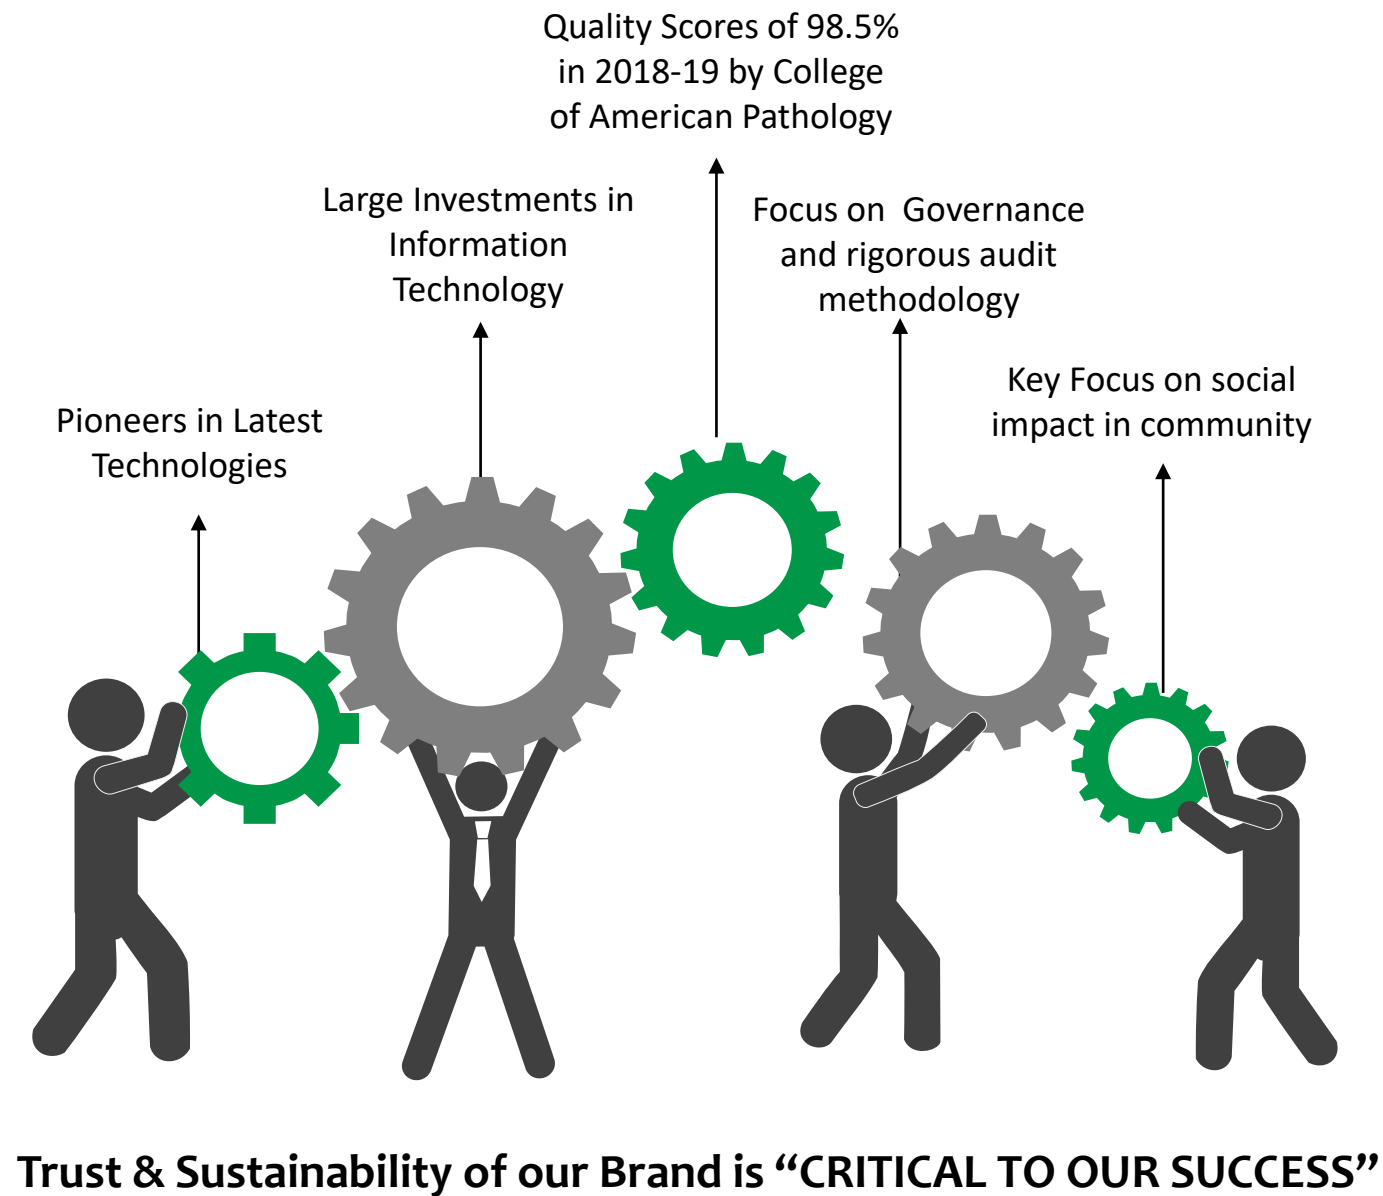 Quality Scores of 98.5%
in 2018-19 by College
of American Pathology
Large Investments in
Information
Technology
Focus on  Governance
and rigorous audit
methodology
Key Focus on social
impact in community
Pioneers in Latest
Technologies
Trust & Sustainability of our Brand is “CRITICAL TO OUR SUCCESS”